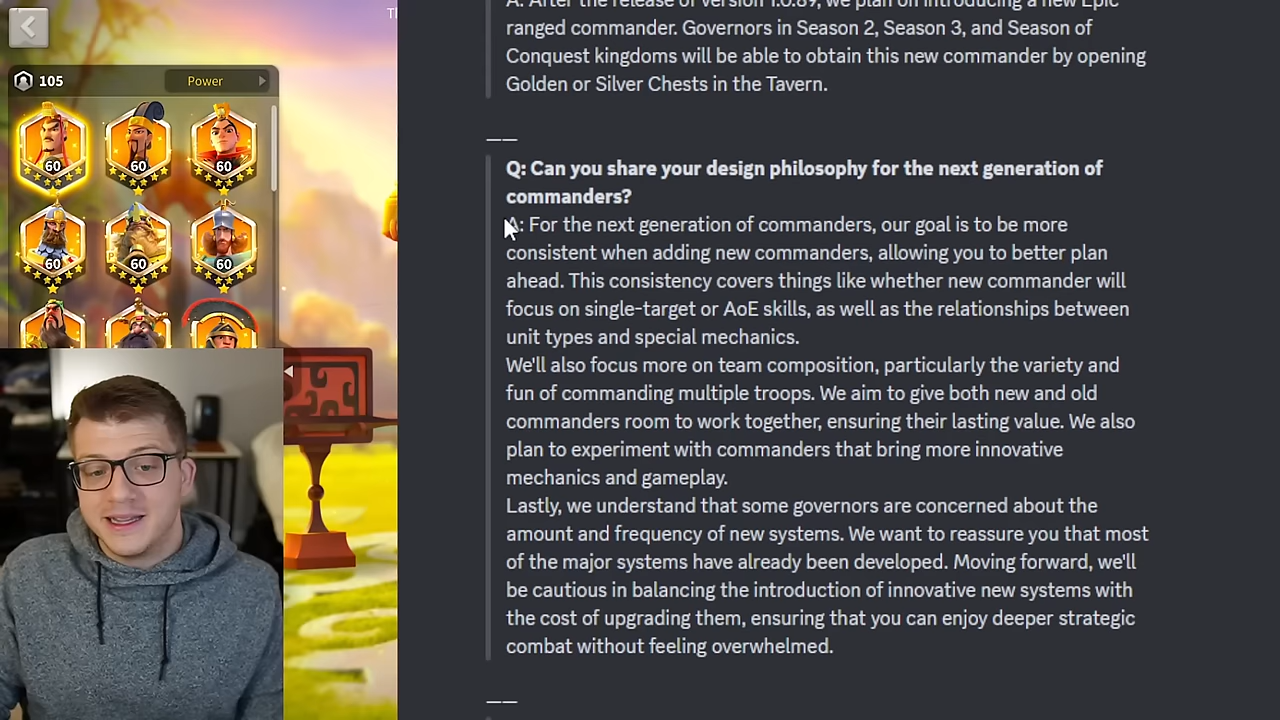 105
Power
60
60
60
60
60
60
A: After the release of version 1.0.89, we plan on introducing a new Epic
ranged commander. Governors in Season 2, Season 3, and Season of
Conquest kingdoms will be able to obtain this new commander by opening
Golden or Silver Chests in the Tavern.
——
Q: Can you share your design philosophy for the next generation of
commanders?
A: For the next generation of commanders, our goal is to be more
consistent when adding new commanders, allowing you to better plan
ahead. This consistency covers things like whether new commander will
focus on single-target or AoE skills, as well as the relationships between
unit types and special mechanics.
We'll also focus more on team composition, particularly the variety and
fun of commanding multiple troops. We aim to give both new and old
commanders room to work together, ensuring their lasting value. We also
plan to experiment with commanders that bring more innovative
mechanics and gameplay.
Lastly, we understand that some governors are concerned about the
amount and frequency of new systems. We want to reassure you that most
of the major systems have already been developed. Moving forward, we'll
be cautious in balancing the introduction of innovative new systems with
the cost of upgrading them, ensuring that you can enjoy deeper strategic
combat without feeling overwhelmed.
——